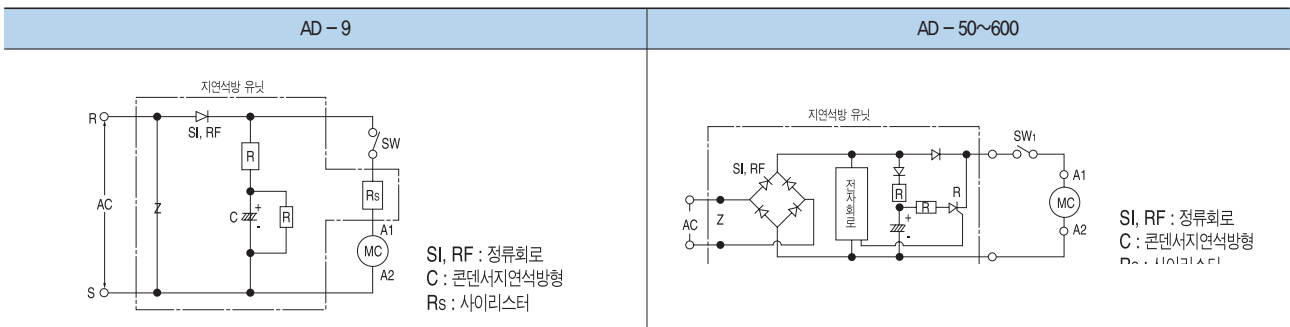 AD – 9
지연석방 유닛
R
SI, RF
SW
R
AC
Z
C
+
-
R
Rs
A1
MC
A2
S
SI, RF : 정류회로
C : 콘덴서지연석방형
Rs : 사이리스터
AD – 50~600
지연석방 유닛
SW1
SI, RF
전자회로
R
R
R
A1
MC
AC
Z
+
-
A2
SI, RF : 정류회로
C : 콘덴서지연석방형